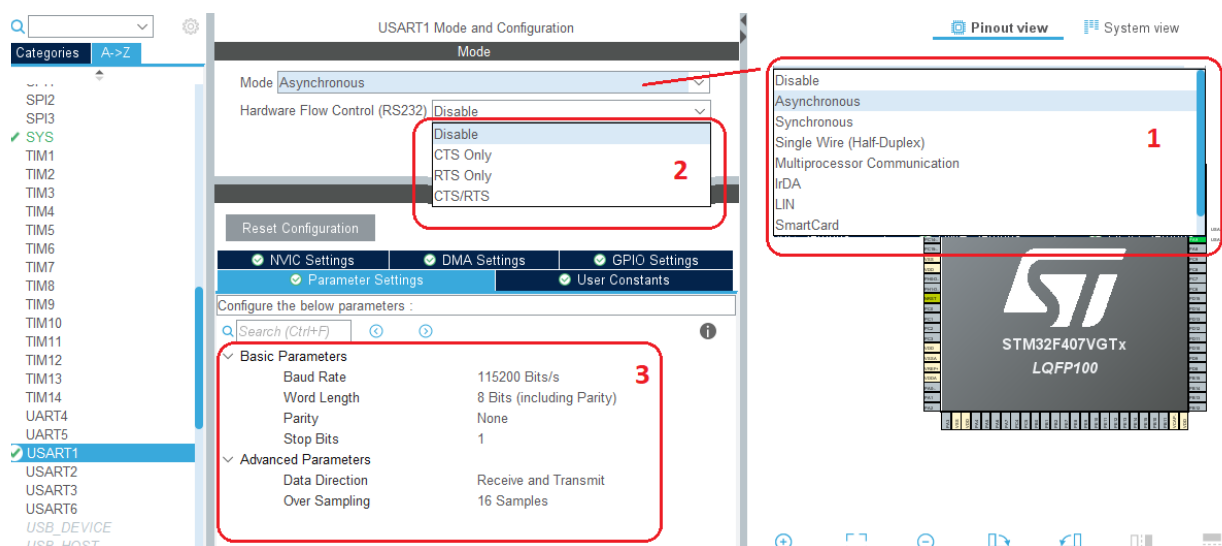 USART1 Mode and Configuration
Pinout view
System view
Categories
A->Z
Mode
Mode Asynchronous
Hardware Flow Control (RS232) Disable
Disable
CTS Only
RTS Only
CTS/RTS
2
Disable
Asynchronous
Synchronous
Single Wire (Half-Duplex)
Multiprocessor Communication
IrDA
LIN
SmartCard
1
SPI2
SPI3
SYS
TIM1
TIM2
TIM3
TIM4
TIM5
TIM6
TIM7
TIM8
TIM9
TIM10
TIM11
TIM12
TIM13
TIM14
UART4
UART5
USART1
USART2
USART3
USART6
USB_DEVICE
USB_HOST
Reset Configuration
NVIC Settings
DMA Settings
GPIO Settings
Parameter Settings
User Constants
Configure the below parameters :
Search (Ctrl+F)
Basic Parameters
Baud Rate 115200 Bits/s
Word Length 8 Bits (including Parity)
Parity None
Stop Bits 1
Advanced Parameters
Data Direction Receive and Transmit
Over Sampling 16 Samples
3
STM32F407VGTx
LQFP100